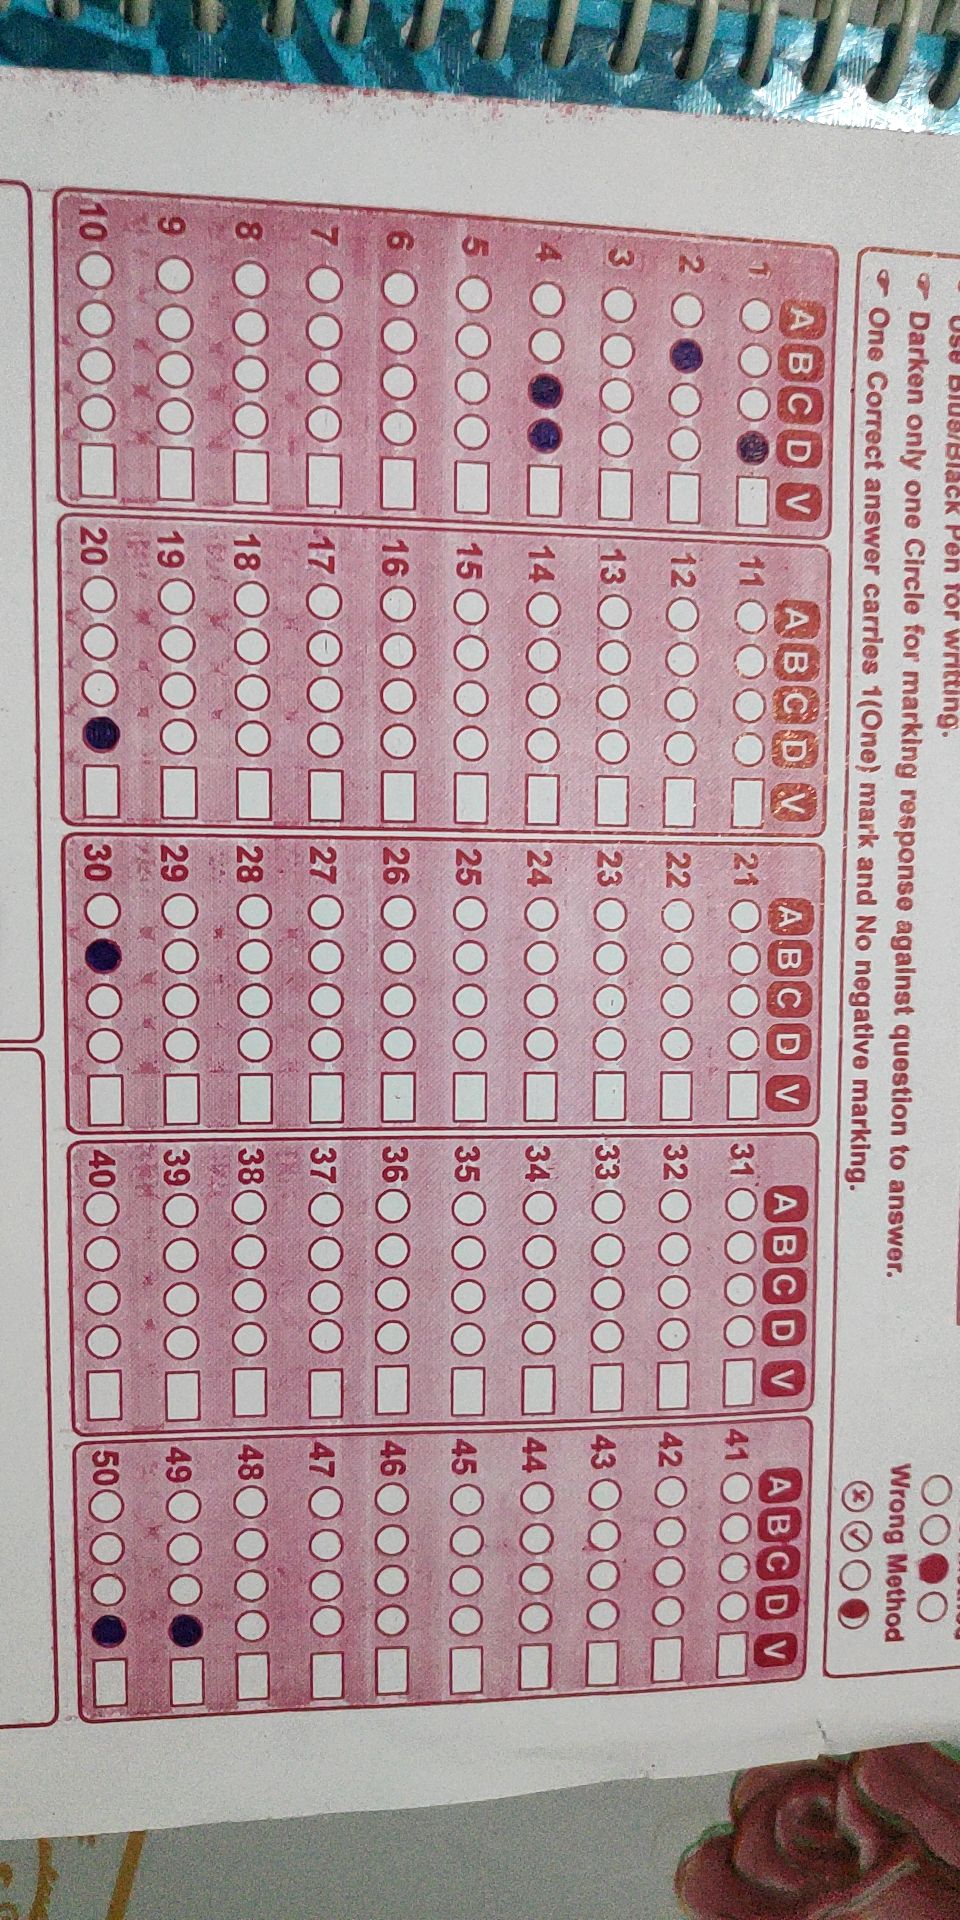 Use Blue/Black Pen for writting.
Darken only one Circle for marking response against question to answer.
One Correct answer carries 1(One) mark and No negative marking.
Wrong Method
A B C D V A B C D V A B C D V A B C D V A B C D V
1 11 21 31 41
2 12 22 32 42
3 13 23 33 43
4 14 24 34 44
5 15 25 35 45
6 16 26 36 46
7 17 27 37 47
8 18 28 38 48
9 19 29 39 49
10 20 30 40 50